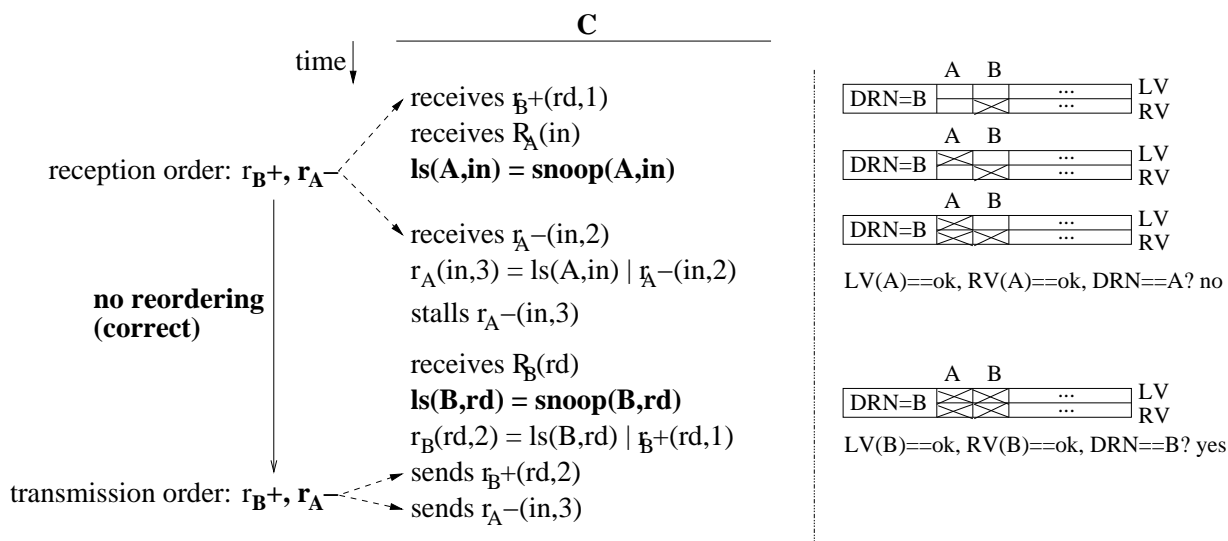 C
time
receives r_B+(rd,1)
receives R_A(in)
ls(A,in) = snoop(A,in)
reception order: r_B+, r_A−
receives r_A−(in,2)
r_A(in,3) = ls(A,in) | r_A−(in,2)
stalls r_A−(in,3)
no reordering
(correct)
receives R_B(rd)
ls(B,rd) = snoop(B,rd)
r_B(rd,2) = ls(B,rd) | r_B+(rd,1)
sends r_B+(rd,2)
transmission order: r_B+, r_A−
sends r_A−(in,3)
A B
DRN=B ... LV
... RV
A B
DRN=B ... LV
... RV
A B
DRN=B ... LV
... RV
LV(A)==ok, RV(A)==ok, DRN==A? no
A B
DRN=B ... LV
... RV
LV(B)==ok, RV(B)==ok, DRN==B? yes